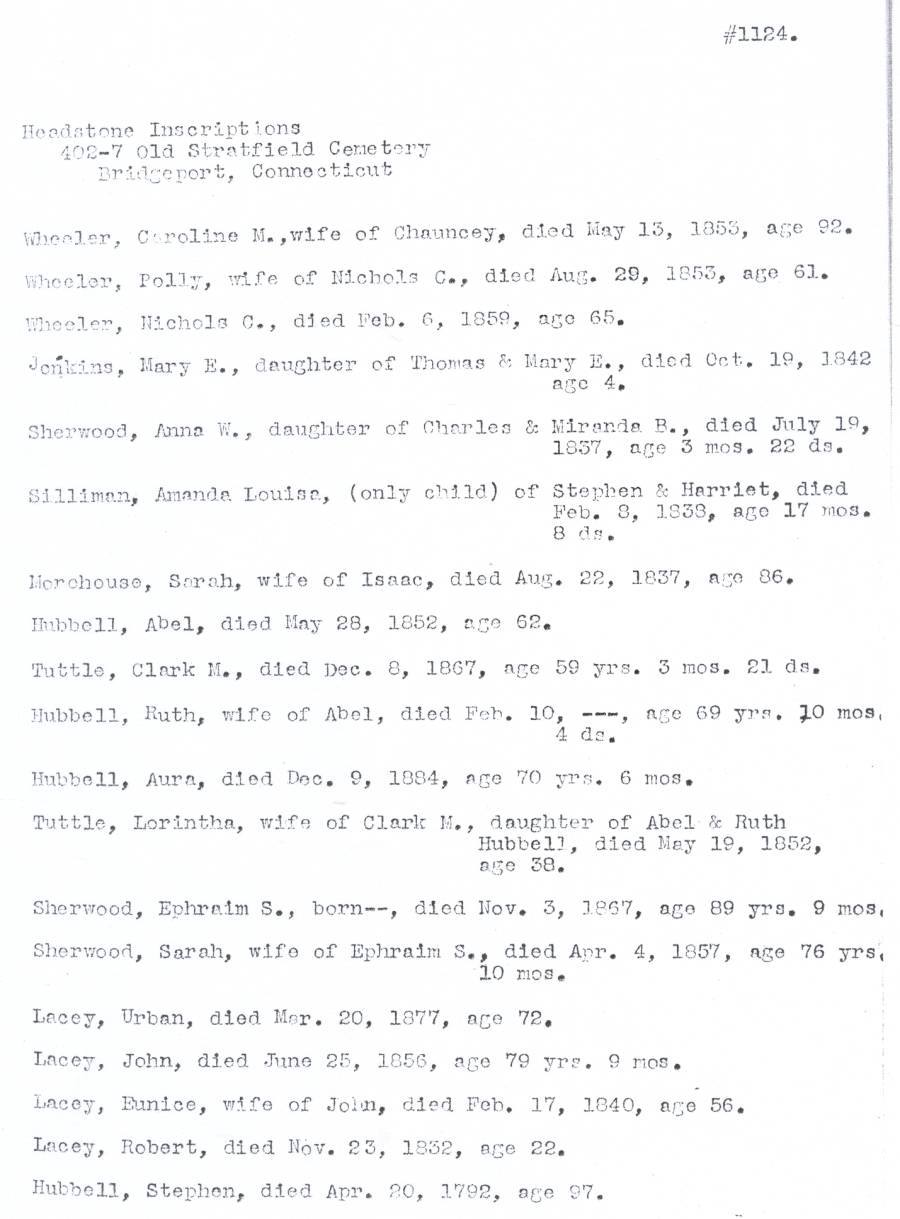 #1124.
Headstone Inscriptions
402-7 Old Stratfield Cemetery
Bridgeport, Connecticut
Wheeler, Caroline M.,wife of Chauncey, died May 13, 1853, age 92.
Wheeler, Polly, wife of Nichols C., died Aug. 29, 1853, age 61.
Wheeler, Nichols C., died Feb. 6, 1859, age 65.
Jenkins, Mary E., daughter of Thomas & Mary E., died Oct. 19, 1842
age 4.
Sherwood, Anna W., daughter of Charles & Miranda B., died July 19,
1837, age 3 mos. 22 ds.
Silliman, Amanda Louisa, (only child) of Stephen & Harriet, died
Feb. 8, 1838, age 17 mos.
8 ds.
Morehouse, Sarah, wife of Isaac, died Aug. 22, 1837, age 86.
Hubbell, Abel, died May 28, 1852, age 62.
Tuttle, Clark M., died Dec. 8, 1867, age 59 yrs. 3 mos. 21 ds.
Hubbell, Ruth, wife of Abel, died Feb. 10, ---, age 69 yrs. 10 mos.
4 ds.
Hubbell, Aura, died Dec. 9, 1884, age 70 yrs. 6 mos.
Tuttle, Lorintha, wife of Clark M., daughter of Abel & Ruth
Hubbell, died May 19, 1852,
age 38.
Sherwood, Ephraim S., born--, died Nov. 3, 1867, age 89 yrs. 9 mos.
Sherwood, Sarah, wife of Ephraim S., died Apr. 4, 1857, age 76 yrs.
10 mos.
Lacey, Urban, died Mar. 20, 1877, age 72.
Lacey, John, died June 25, 1856, age 79 yrs. 9 mos.
Lacey, Eunice, wife of John, died Feb. 17, 1840, age 56.
Lacey, Robert, died Nov. 23, 1832, age 22.
Hubbell, Stephen, died Apr. 20, 1792, age 97.